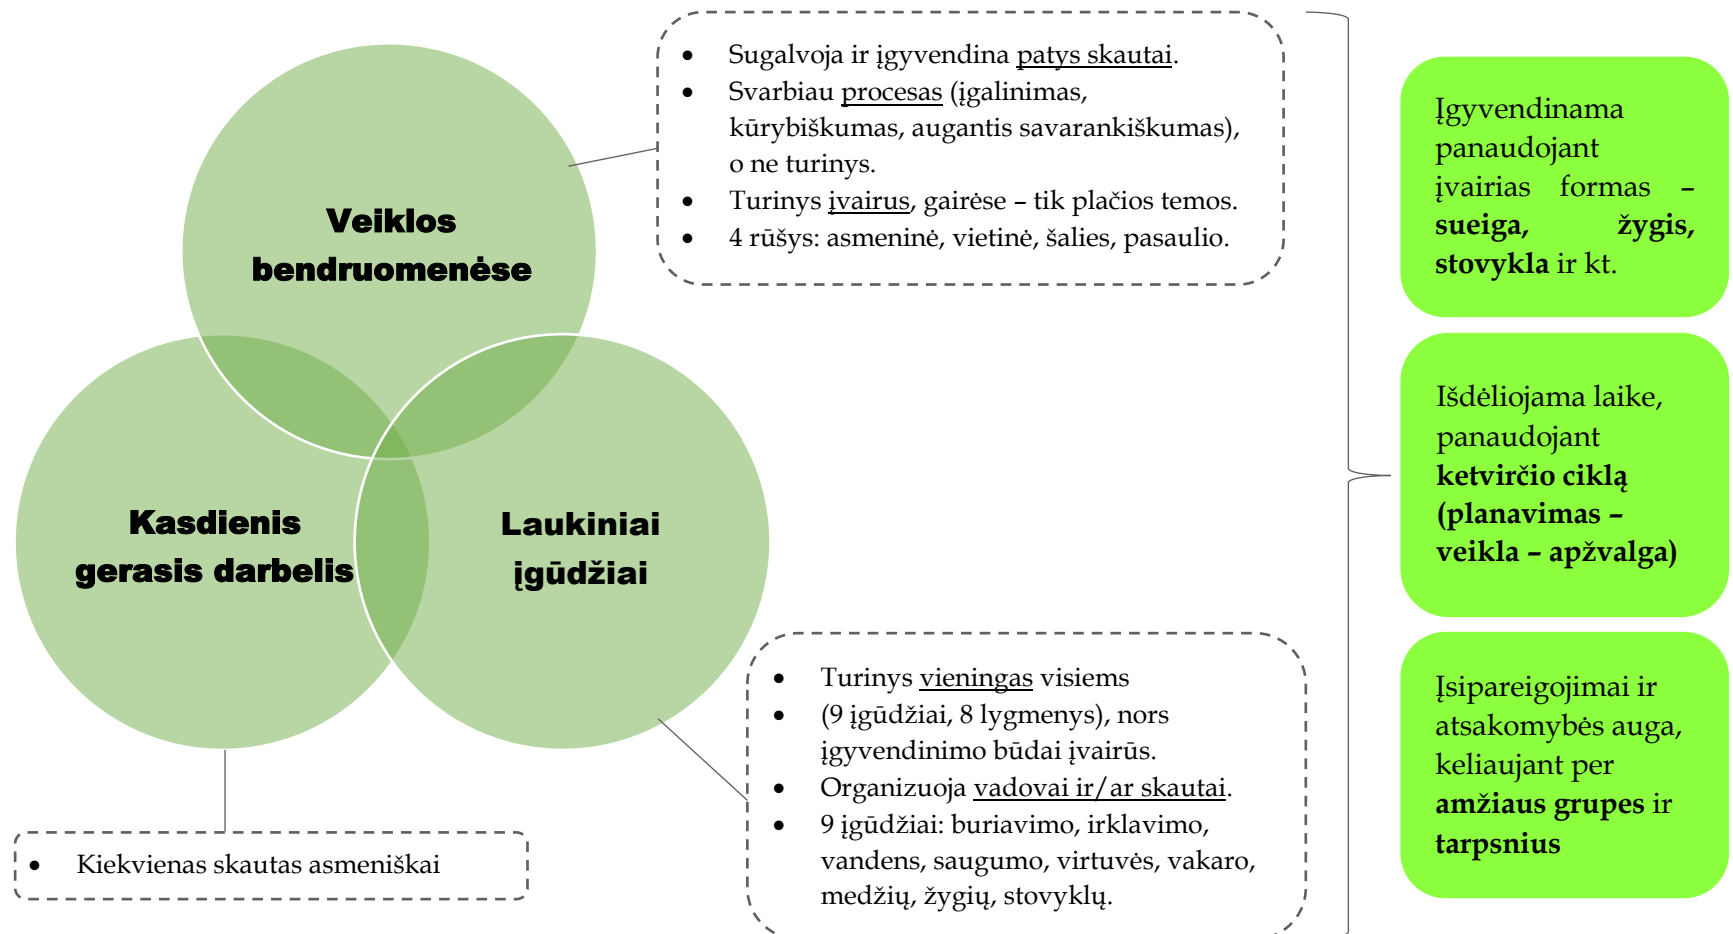 • Sugalvoja ir įgyvendina patys skautai.
• Svarbiau procesas (įgalinimas,
kūrybiškumas, augantis savarankiškumas),
o ne turinys.
• Turinys įvairus, gairėse – tik plačios temos.
• 4 rūšys: asmeninė, vietinė, šalies, pasaulio.
Veiklos
bendruomenėse
Kasdienis
gerasis darbelis
Laukiniai
įgūdžiai
• Turinys vieningas visiems
• (9 įgūdžiai, 8 lygmenys), nors
įgyvendinimo būdai įvairūs.
• Organizuoja vadovai ir/ar skautai.
• 9 įgūdžiai: buriavimo, irklavimo,
vandens, saugumo, virtuvės, vakaro,
medžių, žygių, stovyklų.
• Kiekvienas skautas asmeniškai
Įgyvendinama
panaudojant
įvairias formas –
sueiga, žygis,
stovykla ir kt.
Išdėliojama laike,
panaudojant
ketvirčio ciklą
(planavimas –
veikla – apžvalga)
Įsipareigojimai ir
atsakomybės auga,
keliaujant per
amžiaus grupes ir
tarpsnius